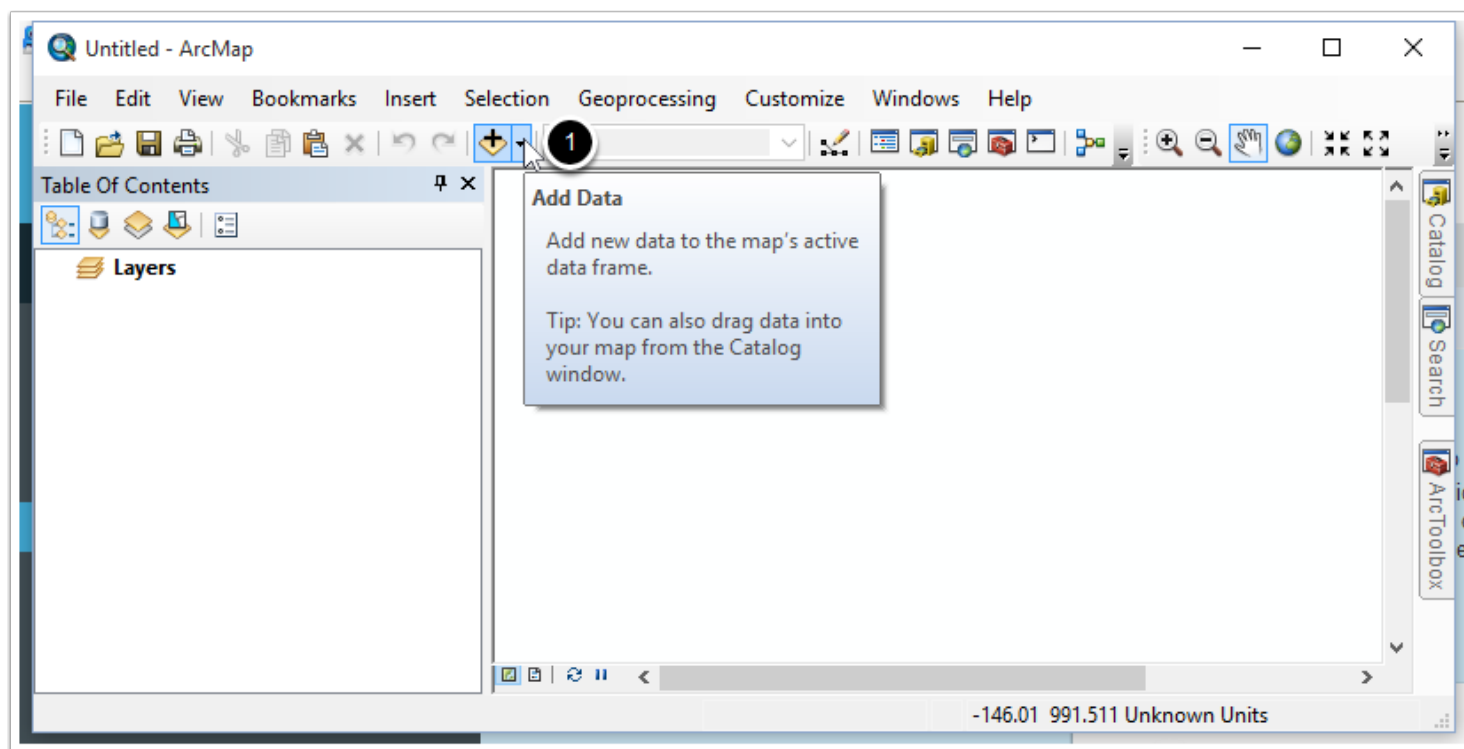 Untitled - ArcMap
File Edit View Bookmarks Insert Selection Geoprocessing Customize Windows Help
1
Table Of Contents
Layers
Add Data
Add new data to the map's active
data frame.
Tip: You can also drag data into
your map from the Catalog
window.
Catalog
Search
ArcToolbox
-146.01 991.511 Unknown Units